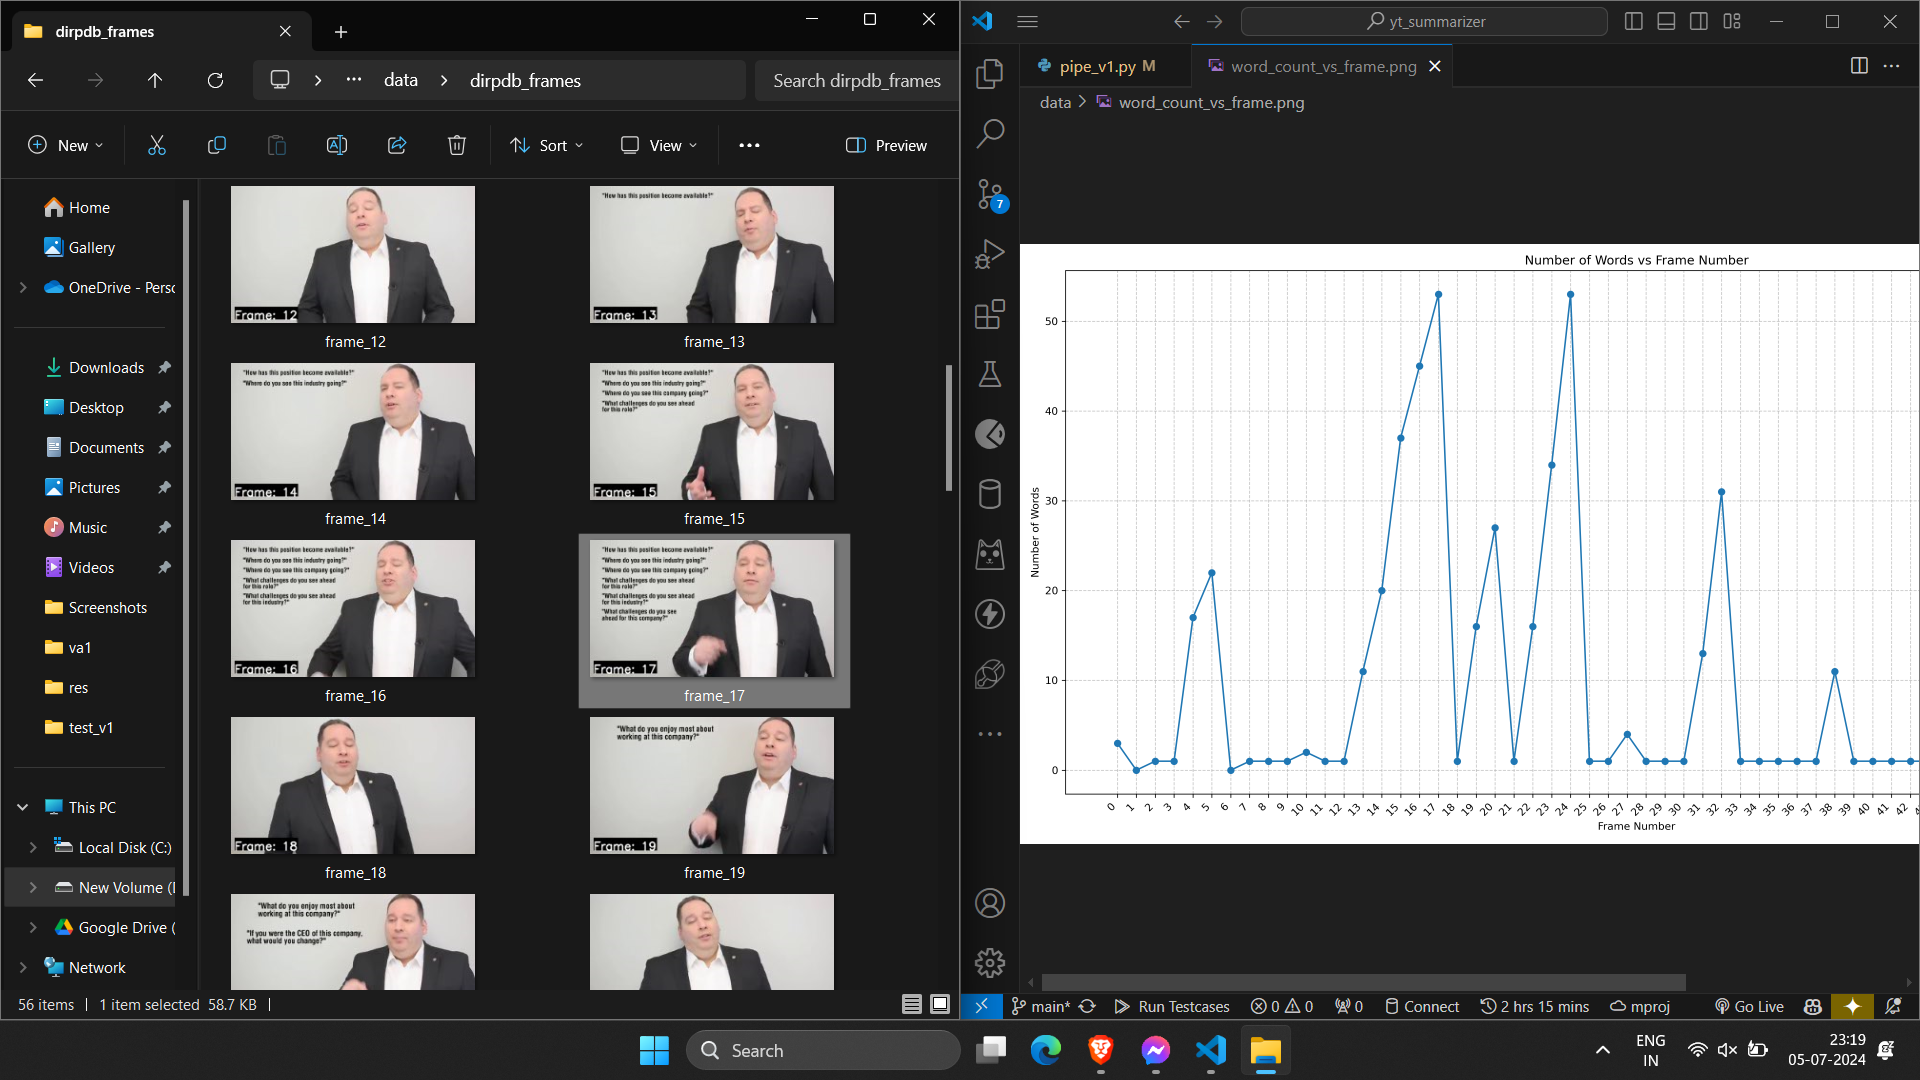 dirpdb_frames
data
dirpdb_frames
Search dirpdb_frames
New
Sort
View
Preview
Home
Gallery
OneDrive - Perso
Downloads
Desktop
Documents
Pictures
Music
Videos
Screenshots
va1
res
test_v1
This PC
Local Disk (C:)
New Volume (
Google Drive (
Network
Frame: 12
frame_12
"How has this position become available?"
Frame: 13
frame_13
"How has this position become available?"
"Where do you see this industry going?"
Frame: 14
frame_14
"How has this position become available?"
"Where do you see this industry going?"
"Where do you see this company going?"
"What challenges do you see ahead
for this role?"
Frame: 15
frame_15
"How has this position become available?"
"Where do you see this industry going?"
"Where do you see this company going?"
"What challenges do you see ahead
for this role?"
"What challenges do you see ahead
for this industry?"
Frame: 16
frame_16
"How has this position become available?"
"Where do you see this industry going?"
"Where do you see this company going?"
"What challenges do you see ahead
for this role?"
"What challenges do you see ahead
for this industry?"
"What challenges do you see
ahead for this company?"
Frame: 17
frame_17
Frame: 18
frame_18
"What do you enjoy most about
working at this company?"
Frame: 19
frame_19
"What do you enjoy most about
working at this company?"
"If you were the CEO of this company,
what would you change?"
56 items
1 item selected 58.7 KB
yt_summarizer
pipe_v1.py M
word_count_vs_frame.png
data
word_count_vs_frame.png
7
Number of Words vs Frame Number
Number of Words
50
40
30
20
10
0
0 1 2 3 4 5 6 7 8 9 10 11 12 13 14 15 16 17 18 19 20 21 22 23 24 25 26 27 28 29 30 31 32 33 34 35 36 37 38 39 40 41 42
Frame Number
main*
Run Testcases
0
0
0
Connect
2 hrs 15 mins
mproj
Go Live
Search
ENG
IN
23:19
05-07-2024